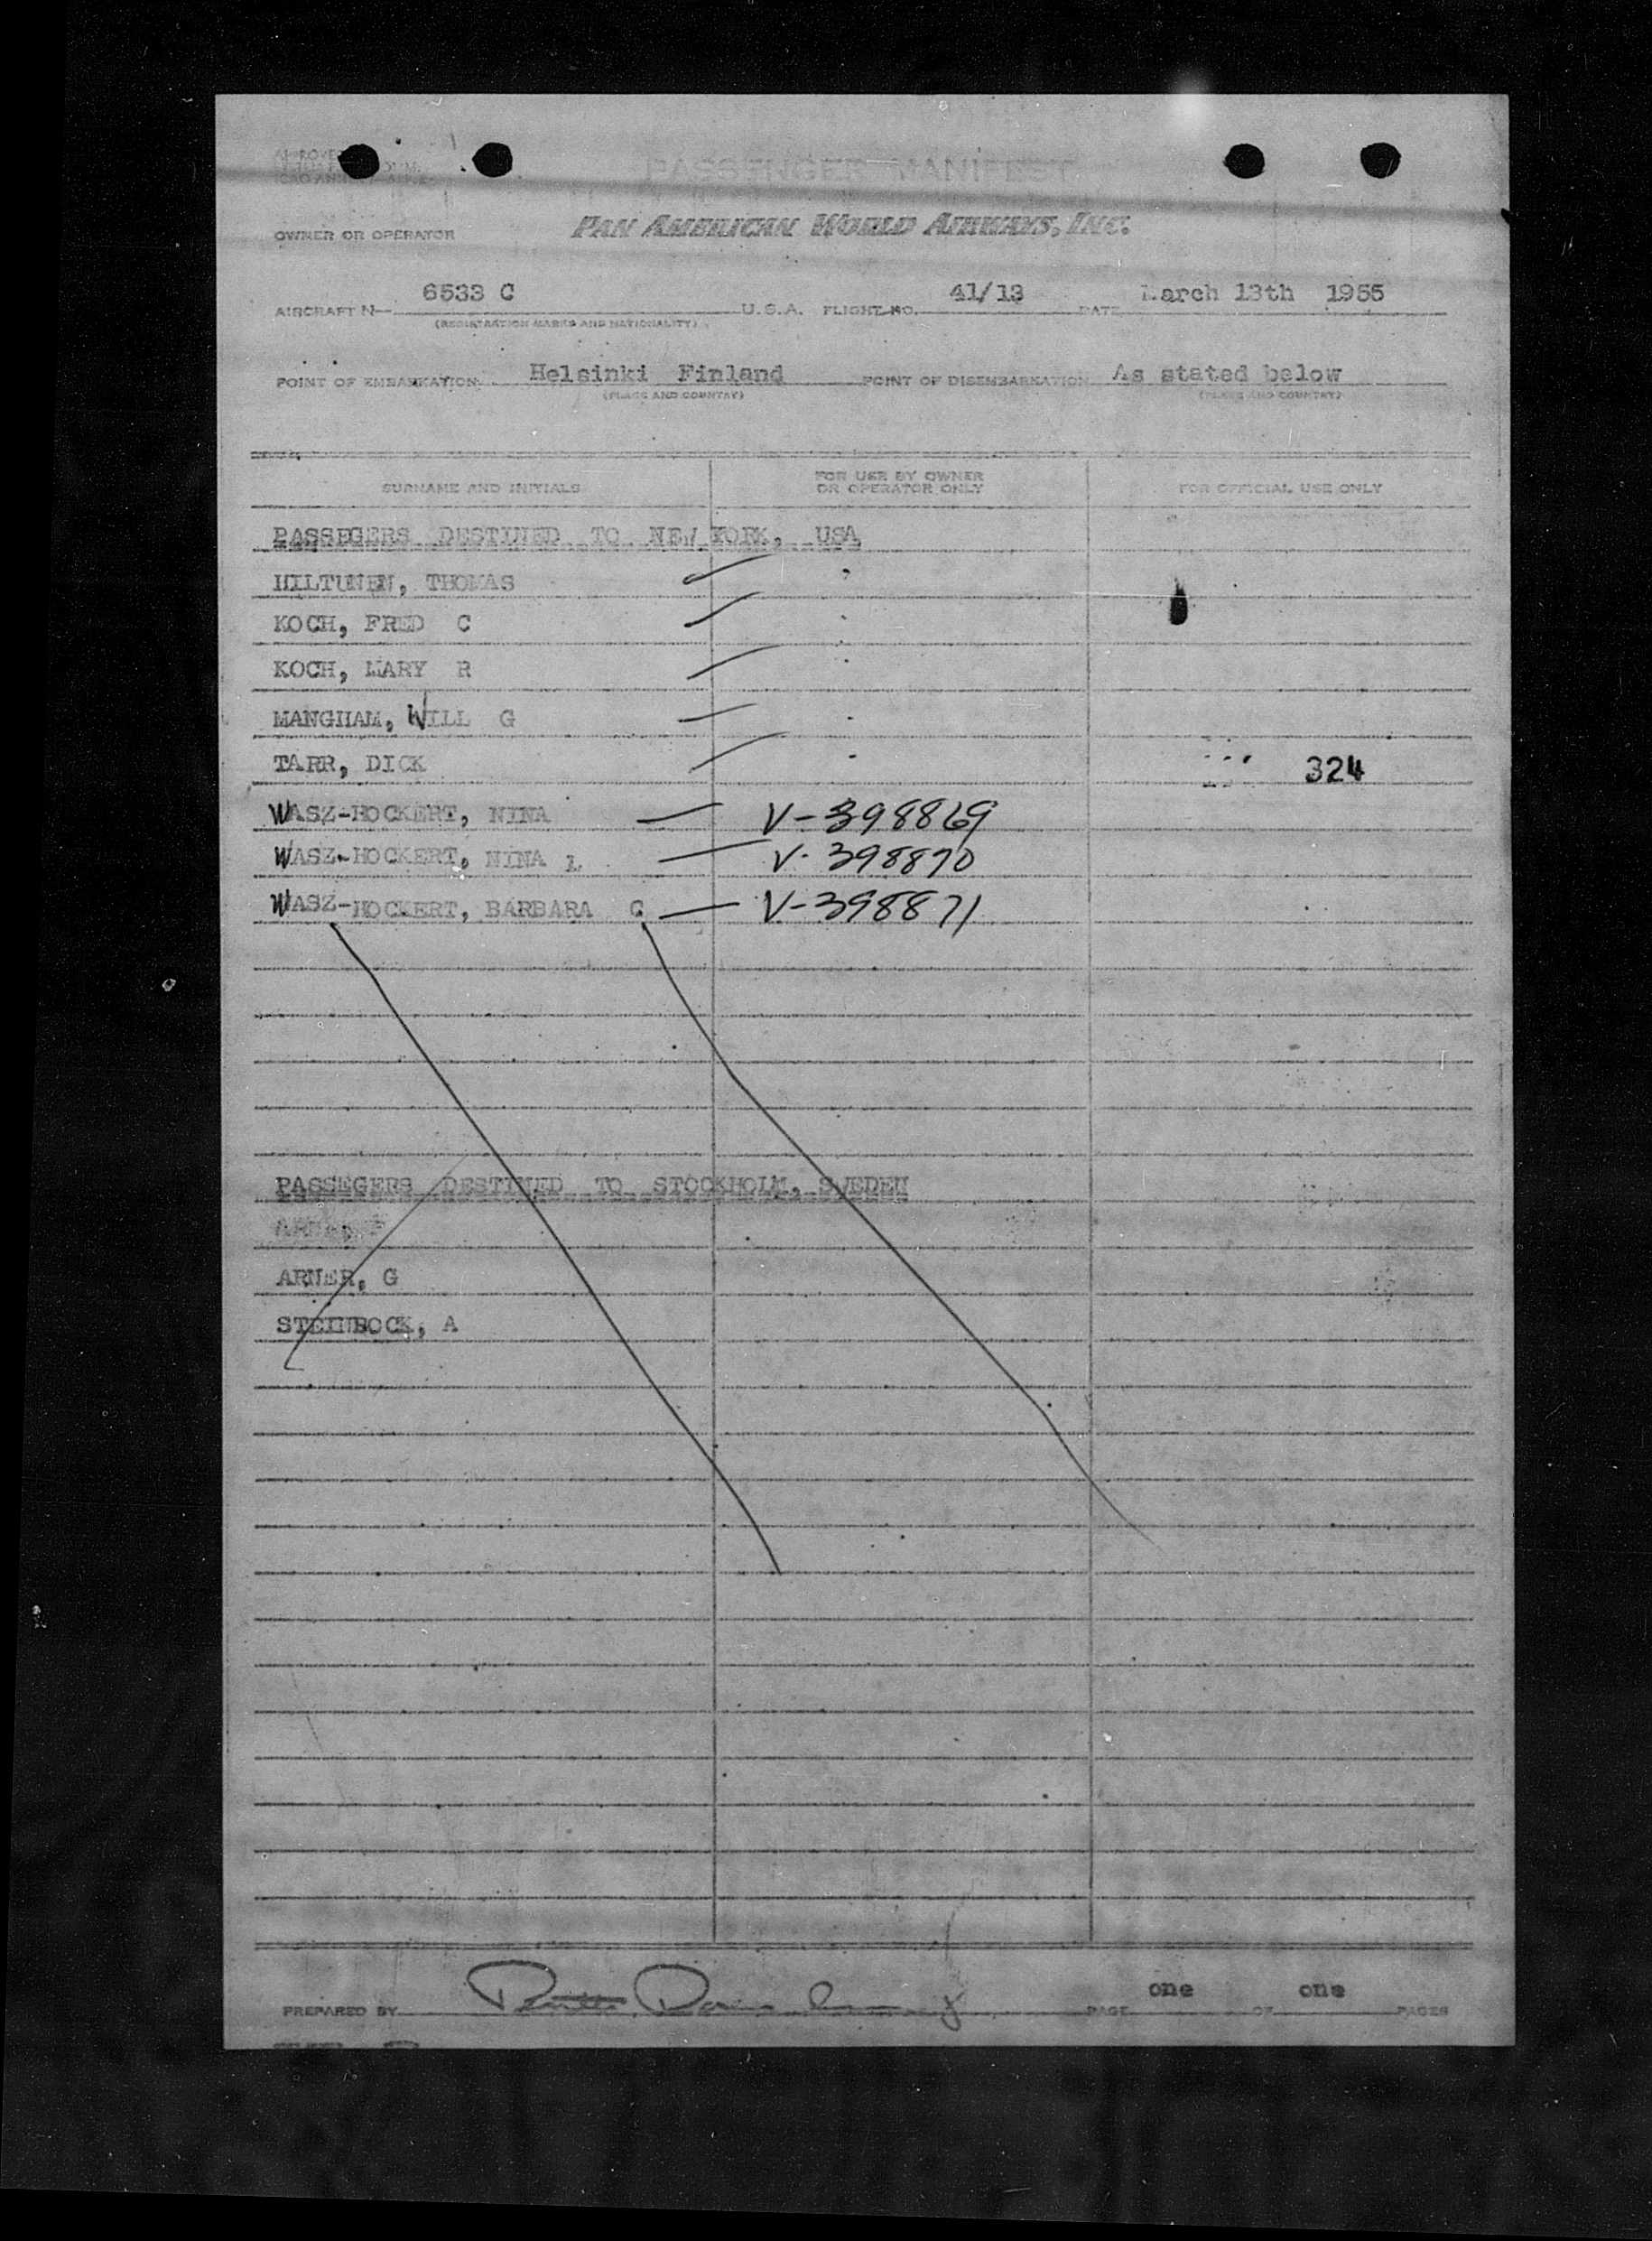 PASSENGER MANIFEST
OWNER OR OPERATOR PAN AMERICAN WORLD AIRWAYS, INC.
AIRCRAFT N— 6533 C U.S.A. FLIGHT NO. 41/13 DATE March 13th 1955
(REGISTRATION MARKS AND NATIONALITY)
POINT OF EMBARKATION Helsinki Finland POINT OF DISEMBARKATION As stated below
(PLACE AND COUNTRY) (PLACE AND COUNTRY)
SURNAME AND INITIALS FOR USE BY OWNER OR OPERATOR ONLY FOR OFFICIAL USE ONLY
PASSEGERS DESTINED TO NEW YORK, USA
HILTUNEN, THOMAS
KOCH, FRED C
KOCH, MARY R
MANGHAM, WILL G
TARR, DICK 324
WASZ-HOCKERT, NINA V-398869
WASZ-HOCKERT, NINA L V-398870
WASZ-HOCKERT, BARBARA C V-398871
PASSEGERS DESTINED TO STOCKHOLM, SWEDEN
ARNER, G
STEINBOCK, A
PREPARED BY PAGE one OF one PAGES